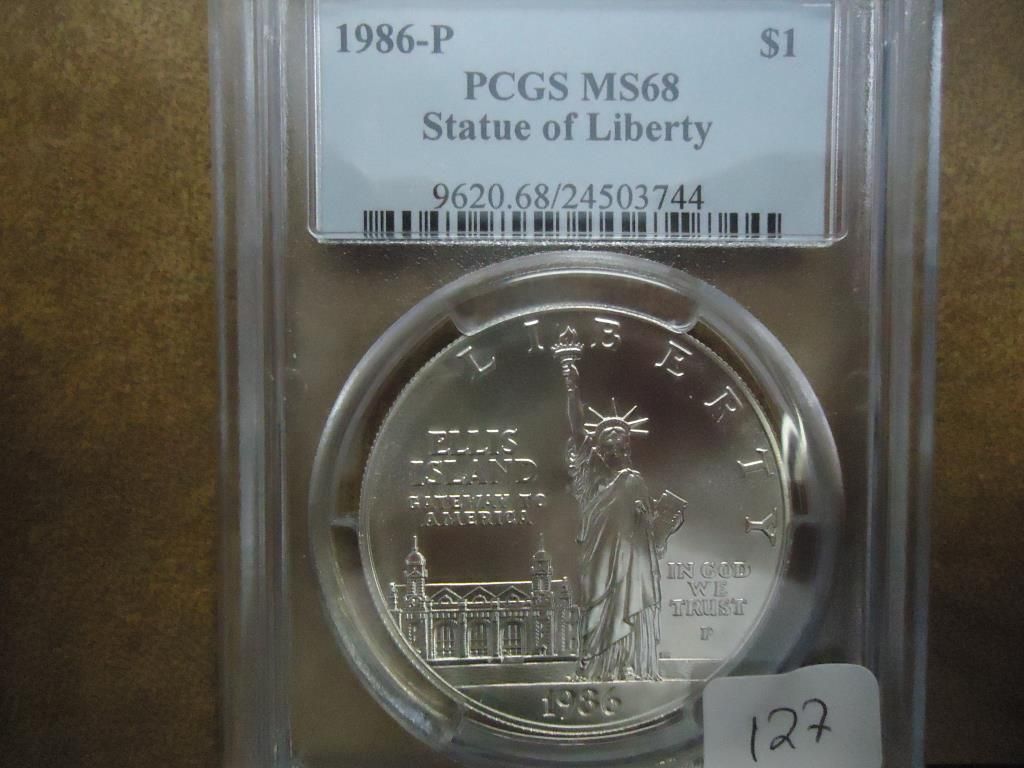 1986-P $1
PCGS MS68
Statue of Liberty
9620.68/24503744
LIBERTY
ELLIS
ISLAND
GATEWAY TO
AMERICA
IN GOD
WE
TRUST
P
1986
127